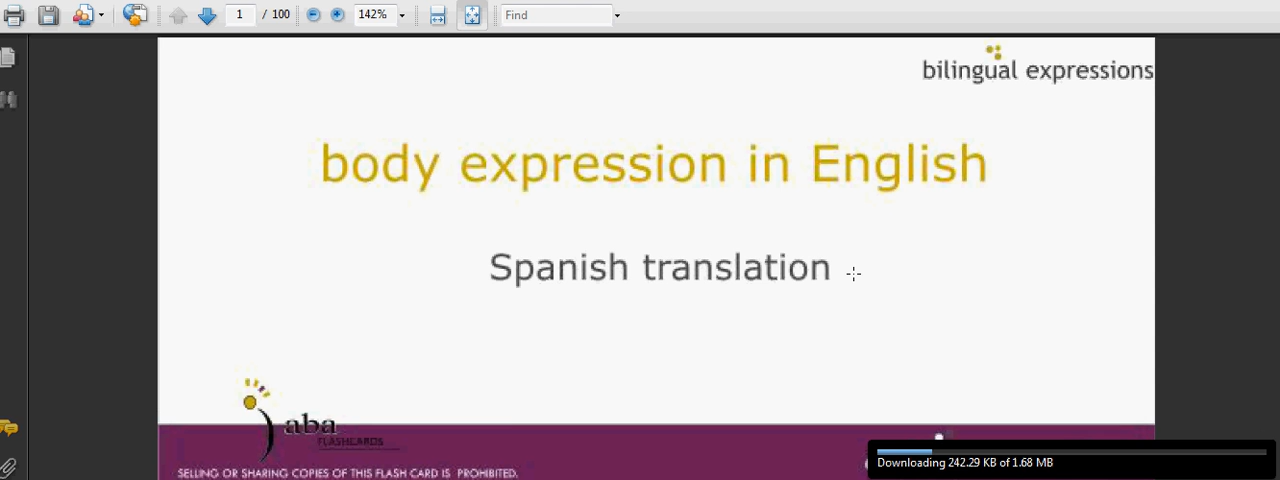 1 / 100 142% Find
bilingual expressions
body expression in English
Spanish translation
aba
FLASHCARDS
SELLING OR SHARING COPIES OF THIS FLASH CARD IS PROHIBITED.
Downloading 242.29 KB of 1.68 MB